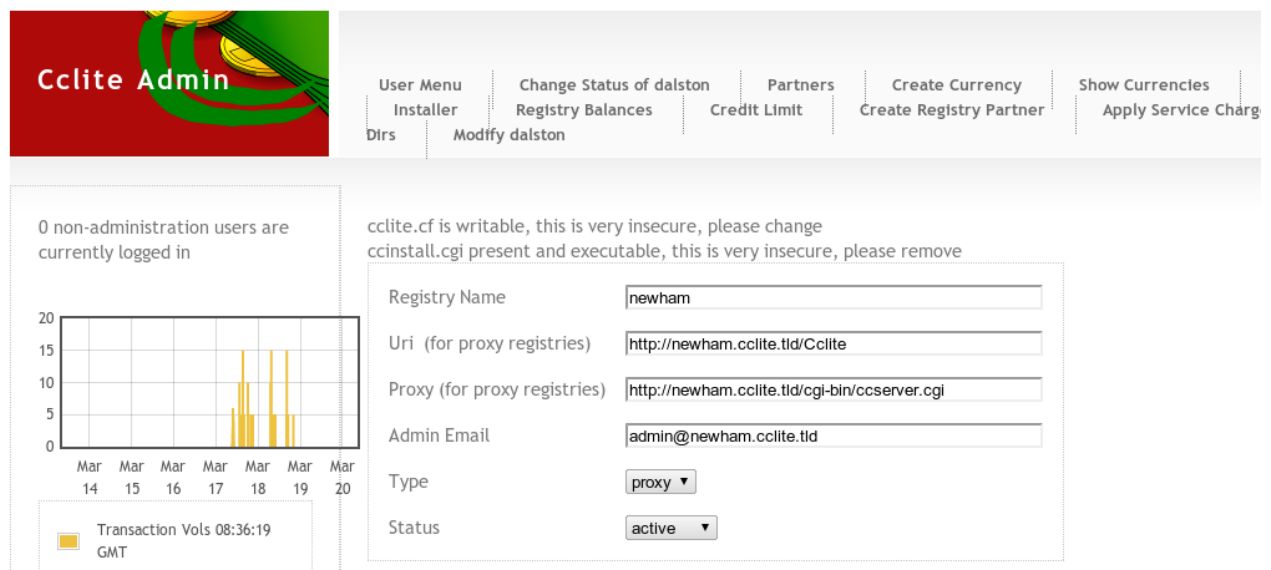 Cclite Admin
User Menu Change Status of dalston Partners Create Currency Show Currencies
Installer Registry Balances Credit Limit Create Registry Partner Apply Service
Dirs Modify dalston
0 non-administration users are
currently logged in
cclite.cf is writable, this is very insecure, please change
ccinstall.cgi present and executable, this is very insecure, please remove
Registry Name newham
Uri (for proxy registries) http://newham.cclite.tld/Cclite
Proxy (for proxy registries) http://newham.cclite.tld/cgi-bin/ccserver.cgi
Admin Email admin@newham.cclite.tld
Type proxy
Status active
20
15
10
5
0
Mar Mar Mar Mar Mar Mar Mar
14 15 16 17 18 19 20
Transaction Vols 08:36:19
GMT